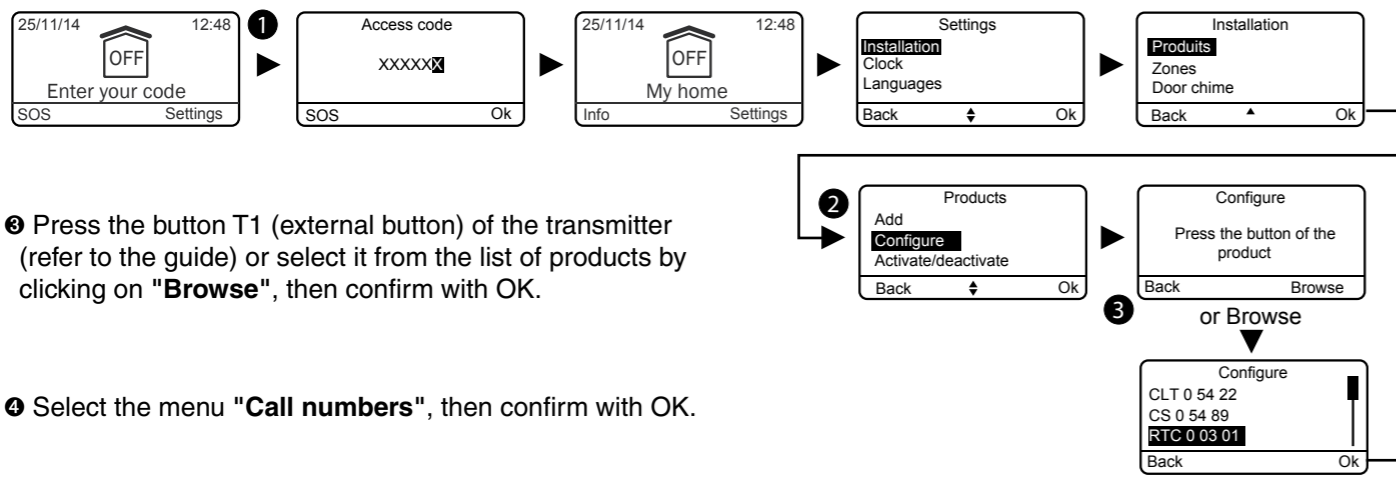 25/11/14 12:48
OFF
Enter your code
SOS Settings
❶
Access code
XXXXXX
SOS Ok
25/11/14 12:48
OFF
My home
Info Settings
Settings
Installation
Clock
Languages
Back Ok
Installation
Produits
Zones
Door chime
Back Ok
❸ Press the button T1 (external button) of the transmitter
(refer to the guide) or select it from the list of products by
clicking on "Browse", then confirm with OK.
❹ Select the menu "Call numbers", then confirm with OK.
❷
Products
Add
Configure
Activate/deactivate
Back Ok
Configure
Press the button of the
product
Back Browse
❸
or Browse
Configure
CLT 0 54 22
CS 0 54 89
RTC 0 03 01
Back Ok